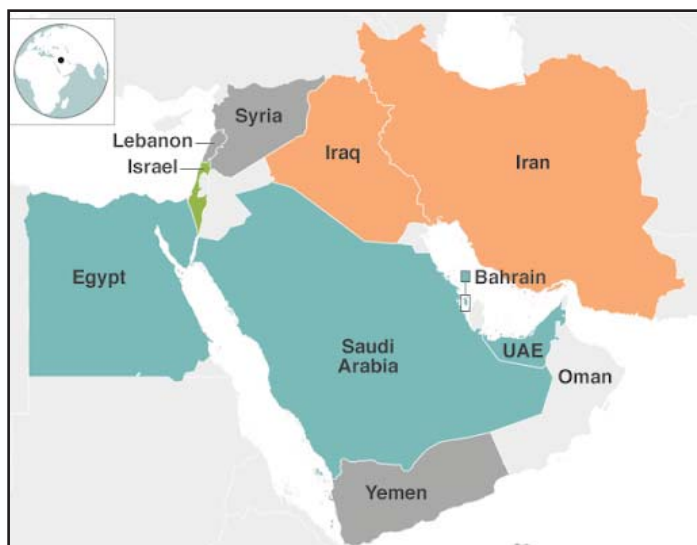 Syria
Lebanon
Israel
Iraq
Iran
Egypt
Bahrain
Saudi
Arabia
UAE
Oman
Yemen